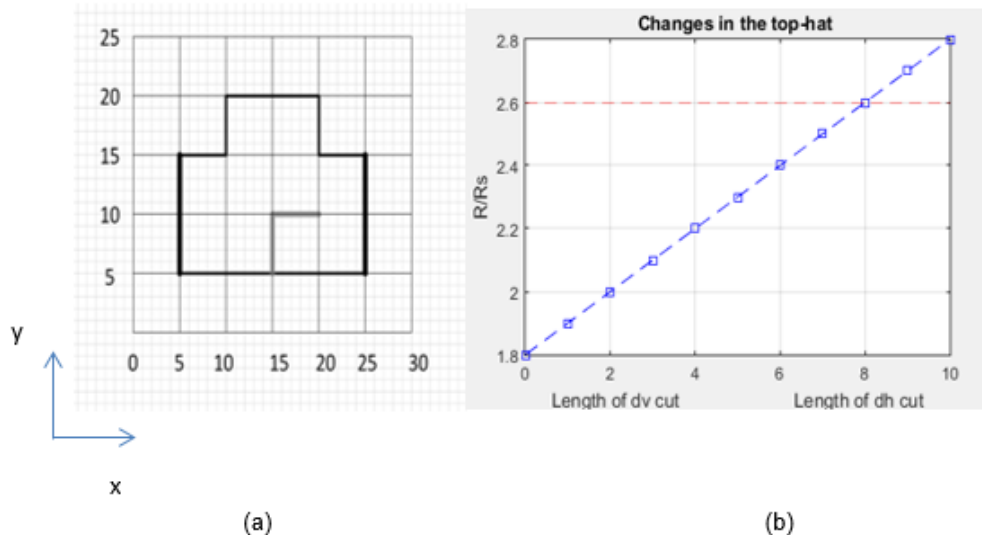 25
20
15
10
5
0 5 10 15 20 25 30
y
x
(a)
Changes in the top-hat
R/Rs
2.8
2.6
2.4
2.2
2
1.8
0 2 4 6 8 10
Length of dv cut Length of dh cut
(b)